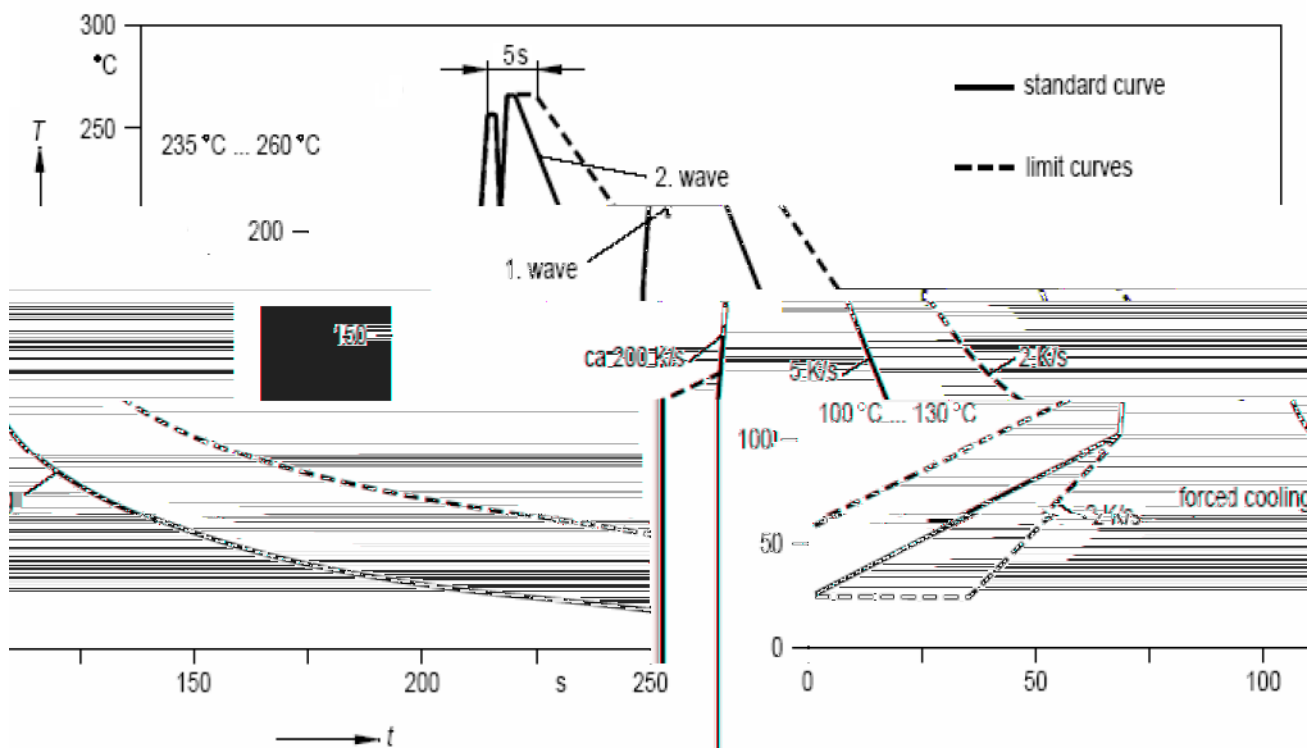 300
°C
5s
standard curve
T
250
235 °C ... 260 °C
2. wave
limit curves
200
1. wave
150
ca 200 K/s
5 K/s
2 K/s
100 °C ... 130 °C
100
forced cooling
2 K/s
50
0
150
200
s
250
0
50
100
t